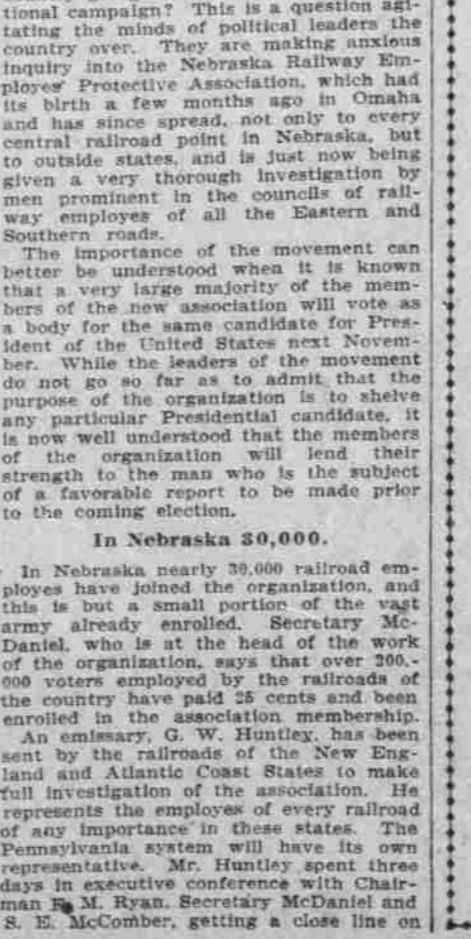 tional campaign? This is a question agi-
tating the minds of political leaders the
country over. They are making anxious
inquiry into the Nebraska Railway Em-
ployes' Protective Association, which had
its birth a few months ago in Omaha
and has since spread, not only to every
central railroad point in Nebraska, but
to outside states, and is just now being
given a very thorough investigation by
men prominent in the councils of rail-
way employes of all the Eastern and
Southern roads.
The importance of the movement can
better be understood when it is known
that a very large majority of the mem-
bers of the new association will vote as
a body for the same candidate for Pres-
ident of the United States next Novem-
ber. While the leaders of the movement
do not go so far as to admit that the
purpose of the organization is to shelve
any particular Presidential candidate, it
is now well understood that the members
of the organization will lend their
strength to the man who is the subject
of a favorable report to be made prior
to the coming election.
In Nebraska 30,000.
In Nebraska nearly 30,000 railroad em-
ployes have joined the organization, and
this is but a small portion of the vast
army already enrolled. Secretary Mc-
Daniel, who is at the head of the work
of the organization, says that over 200,-
000 voters employed by the railroads of
the country have paid 25 cents and been
enrolled in the association membership.
An emissary, G. W. Huntley, has been
sent by the railroads of the New Eng-
land and Atlantic Coast States to make
full investigation of the association. He
represents the employes of every railroad
of any importance in these states. The
Pennsylvania system will have its own
representative. Mr. Huntley spent three
days in executive conference with Chair-
man M. Ryan, Secretary McDaniel and
S. E. McComber, getting a close line on